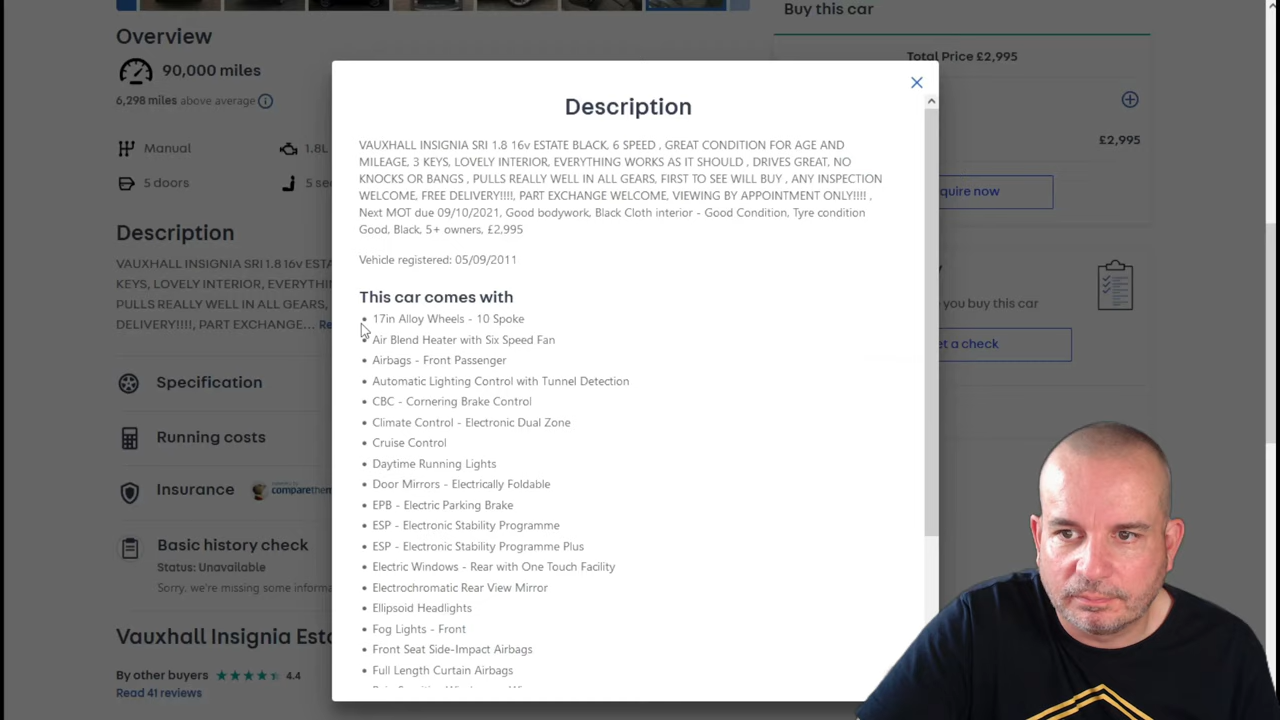 Overview
90,000 miles
6,298 miles above average
Manual
1.8L
5 doors
Description
VAUXHALL INSIGNIA SRI 1.8 16v
KEYS, LOVELY INTERIOR,
PULLS REALLY WELL IN ALL GEARS,
PART EXCHANGE...
Specification
Running costs
Insurance
Basic history check
Status: Unavailable
Sorry, we're missing some
Vauxhall Insignia
By other buyers 4.4
Read 41 reviews
Description
VAUXHALL INSIGNIA SRI 1.8 16v ESTATE BLACK, 6 SPEED , GREAT CONDITION FOR AGE AND
MILEAGE, 3 KEYS, LOVELY INTERIOR, EVERYTHING WORKS AS IT SHOULD , DRIVES GREAT, NO
KNOCKS OR BANGS , PULLS REALLY WELL IN ALL GEARS, FIRST TO SEE WILL BUY , ANY INSPECTION
WELCOME, FREE DELIVERY!!!!, PART EXCHANGE WELCOME, VIEWING BY APPOINTMENT ONLY!!!! ,
Next MOT due 09/10/2021, Good bodywork, Black Cloth interior - Good Condition, Tyre condition
Good, Black, 5+ owners, £2,995
Vehicle registered: 05/09/2011
This car comes with
17in Alloy Wheels - 10 Spoke
Air Blend Heater with Six Speed Fan
Airbags - Front Passenger
Automatic Lighting Control with Tunnel Detection
CBC - Cornering Brake Control
Climate Control - Electronic Dual Zone
Cruise Control
Daytime Running Lights
Door Mirrors - Electrically Foldable
EPB - Electric Parking Brake
ESP - Electronic Stability Programme
ESP - Electronic Stability Programme Plus
Electric Windows - Rear with One Touch Facility
Electrochromatic Rear View Mirror
Ellipsoid Headlights
Fog Lights - Front
Front Seat Side-Impact Airbags
Full Length Curtain Airbags
Buy this car
Total Price £2,995
£2,995
now
you buy this car
a check